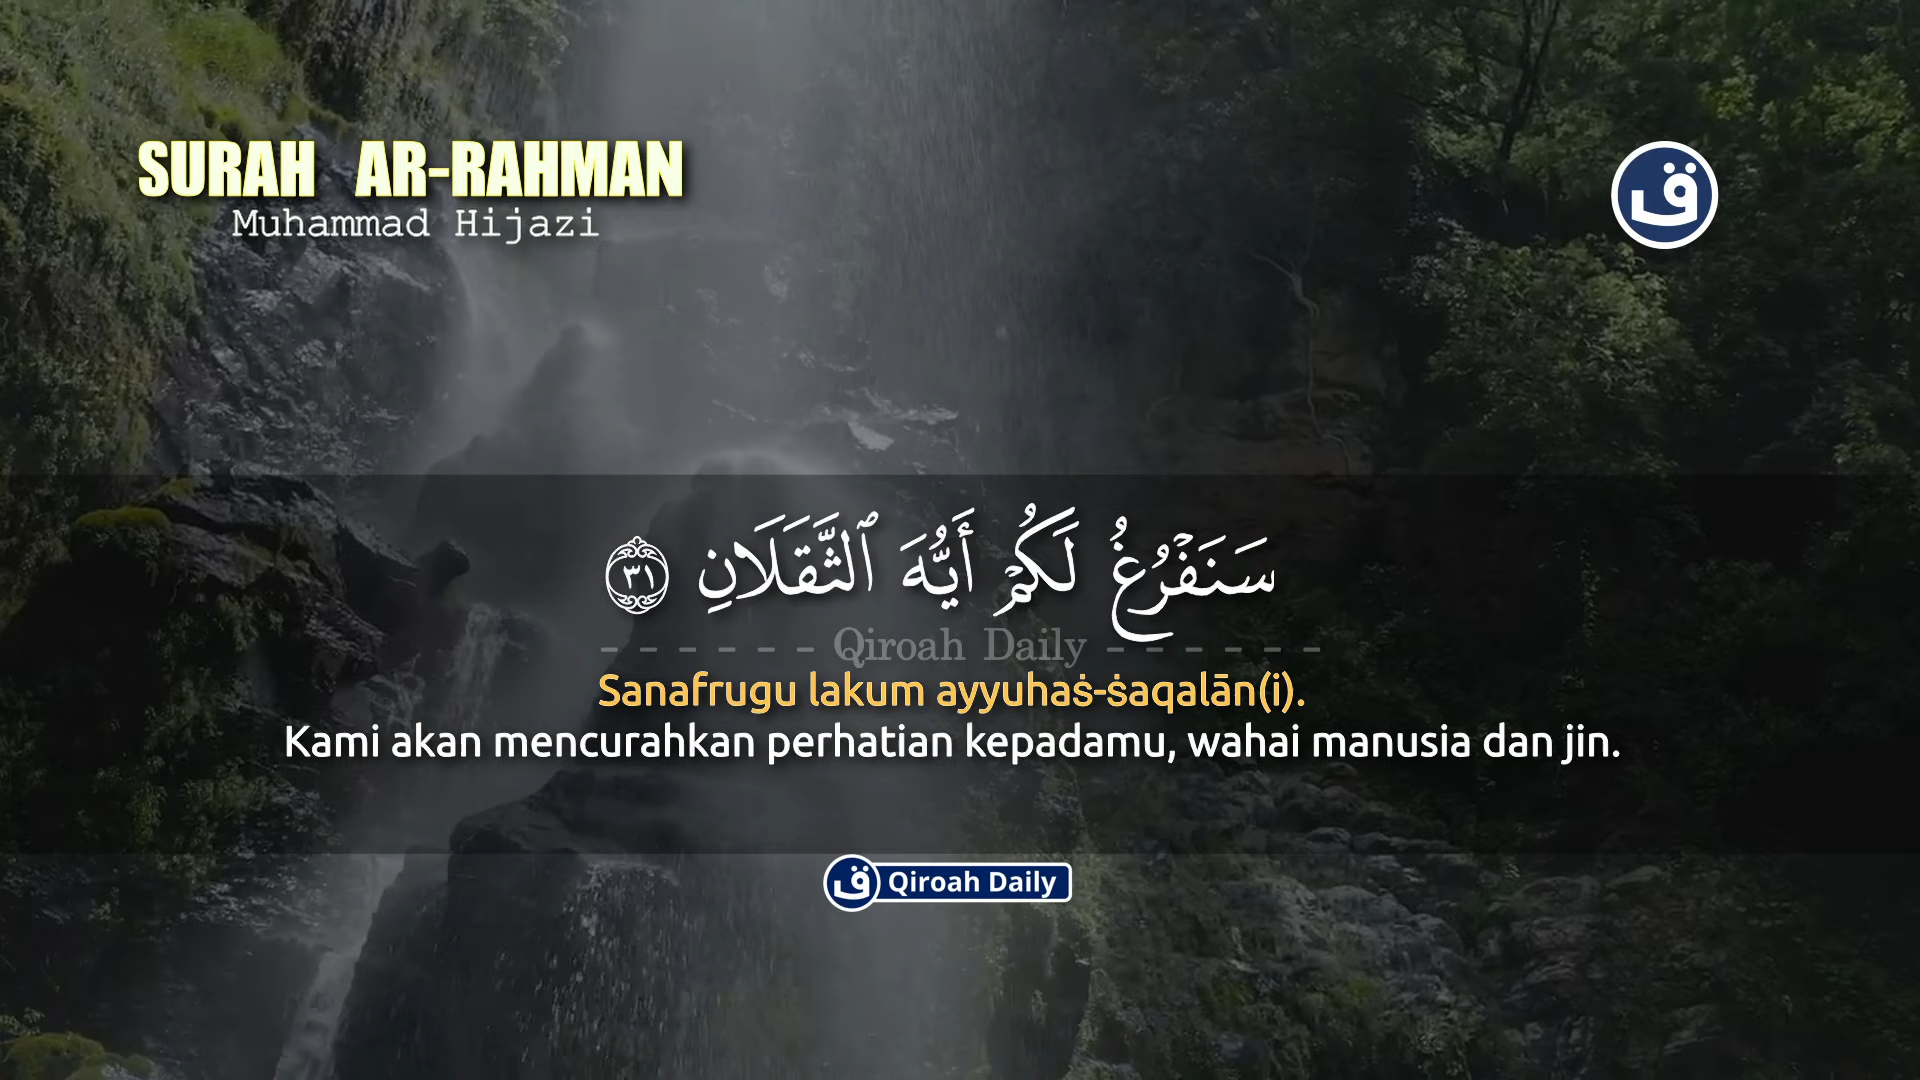 SURAH AR-RAHMAN
Muhammad Hijazi
ق
سَنَفْرُغُ لَكُمْ أَيُّهَ ٱلثَّقَلَانِ ٣١
------ Qiroah Daily ------
Sanafrugu lakum ayyuhaṡ-ṡaqalān(i).
Kami akan mencurahkan perhatian kepadamu, wahai manusia dan jin.
ق Qiroah Daily